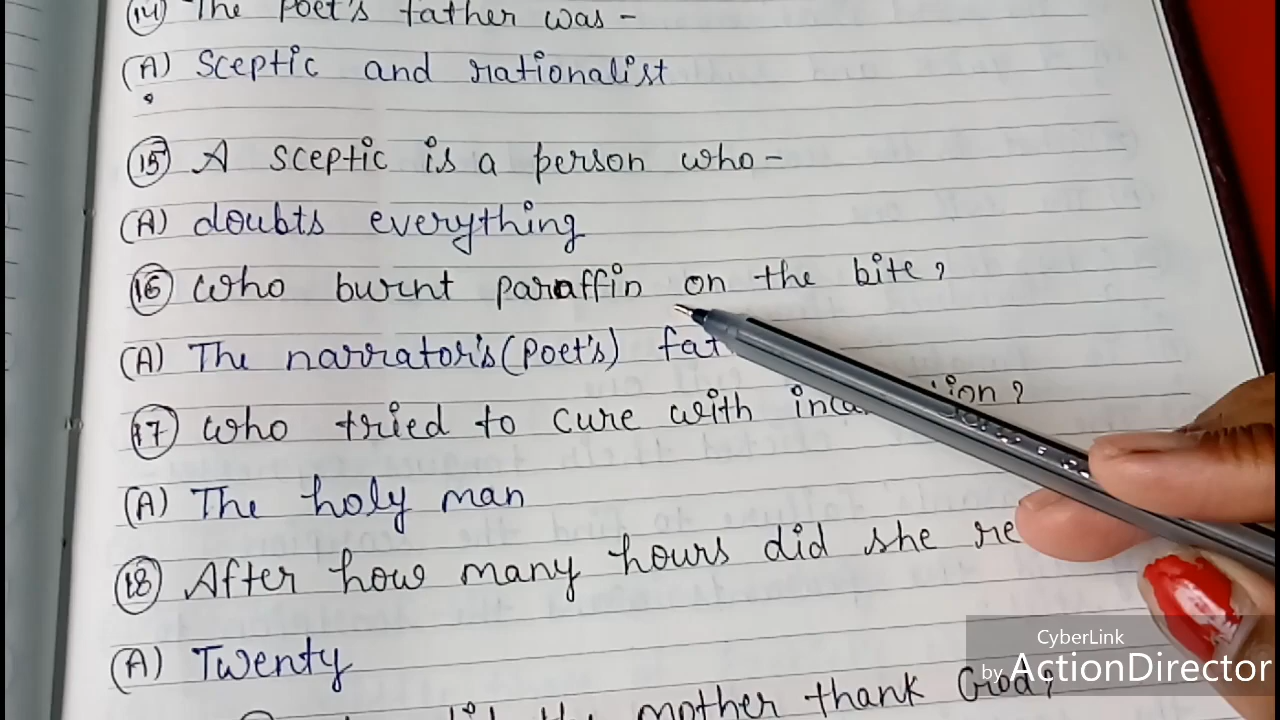 (14) The Poet's father was -
(A) Sceptic and rationalist
(15) A sceptic is a person who -
(A) doubts everything
(16) Who burnt paraffin on the bite?
(A) The narrator's (Poet's)
(17) Who tried to cure with
(A) The holy man
(18) After how many hours did she
(A) Twenty
mother thank God?
CyberLink
by ActionDirector